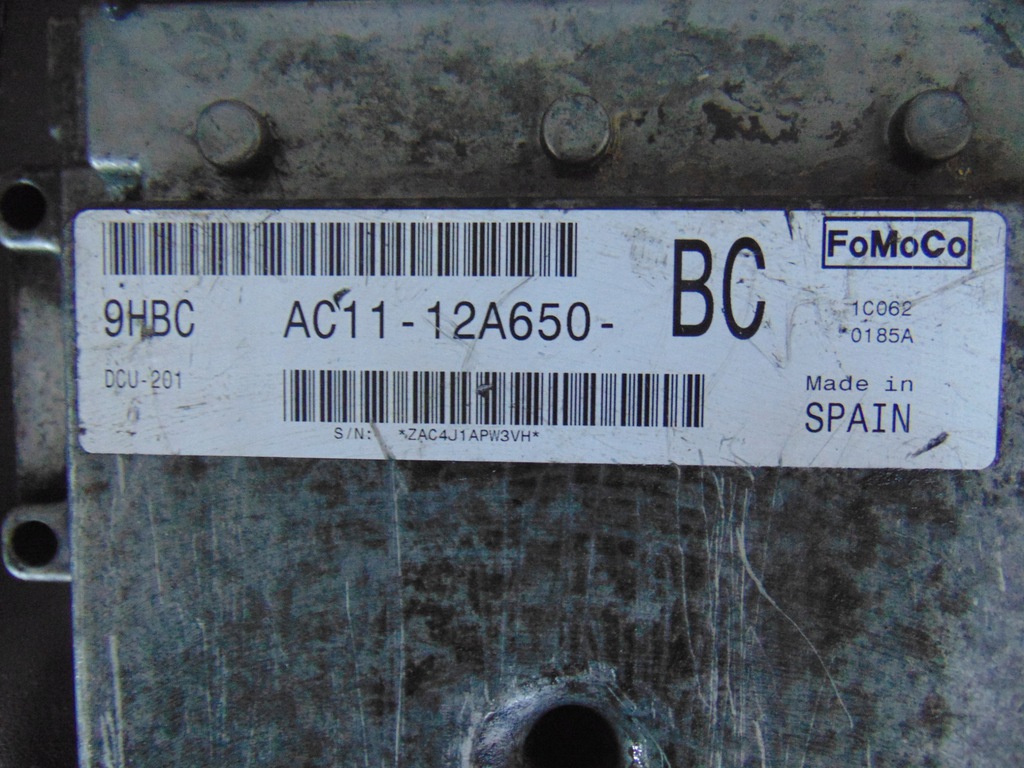 FoMoCo
9HBC AC11-12A650- BC
1C062
0185A
DCU-201
Made in
SPAIN
S/N: *ZAC4J1APW3VH*